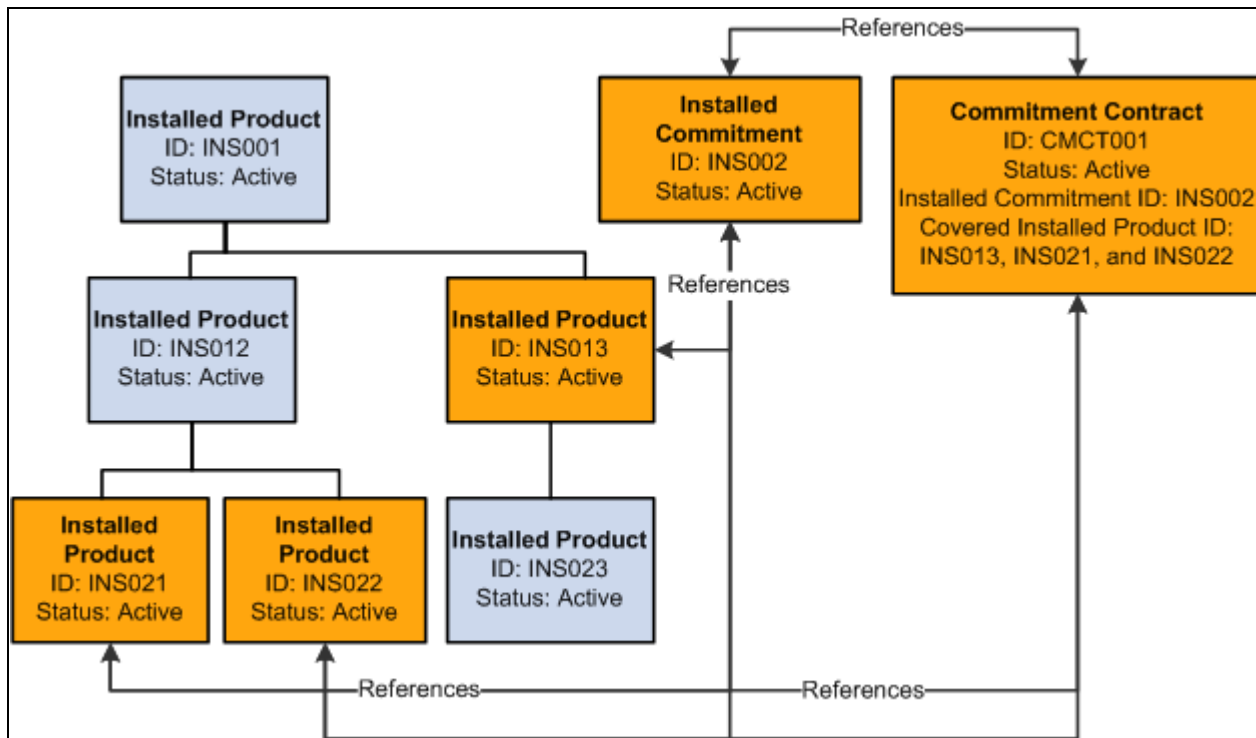 References
Installed Product
ID: INS001
Status: Active
Installed
Commitment
ID: INS002
Status: Active
Commitment Contract
ID: CMCT001
Status: Active
Installed Commitment ID: INS002
Covered Installed Product ID:
INS013, INS021, and INS022
References
Installed Product
ID: INS012
Status: Active
Installed Product
ID: INS013
Status: Active
Installed
Product
ID: INS021
Status: Active
Installed
Product
ID: INS022
Status: Active
Installed Product
ID: INS023
Status: Active
References
References